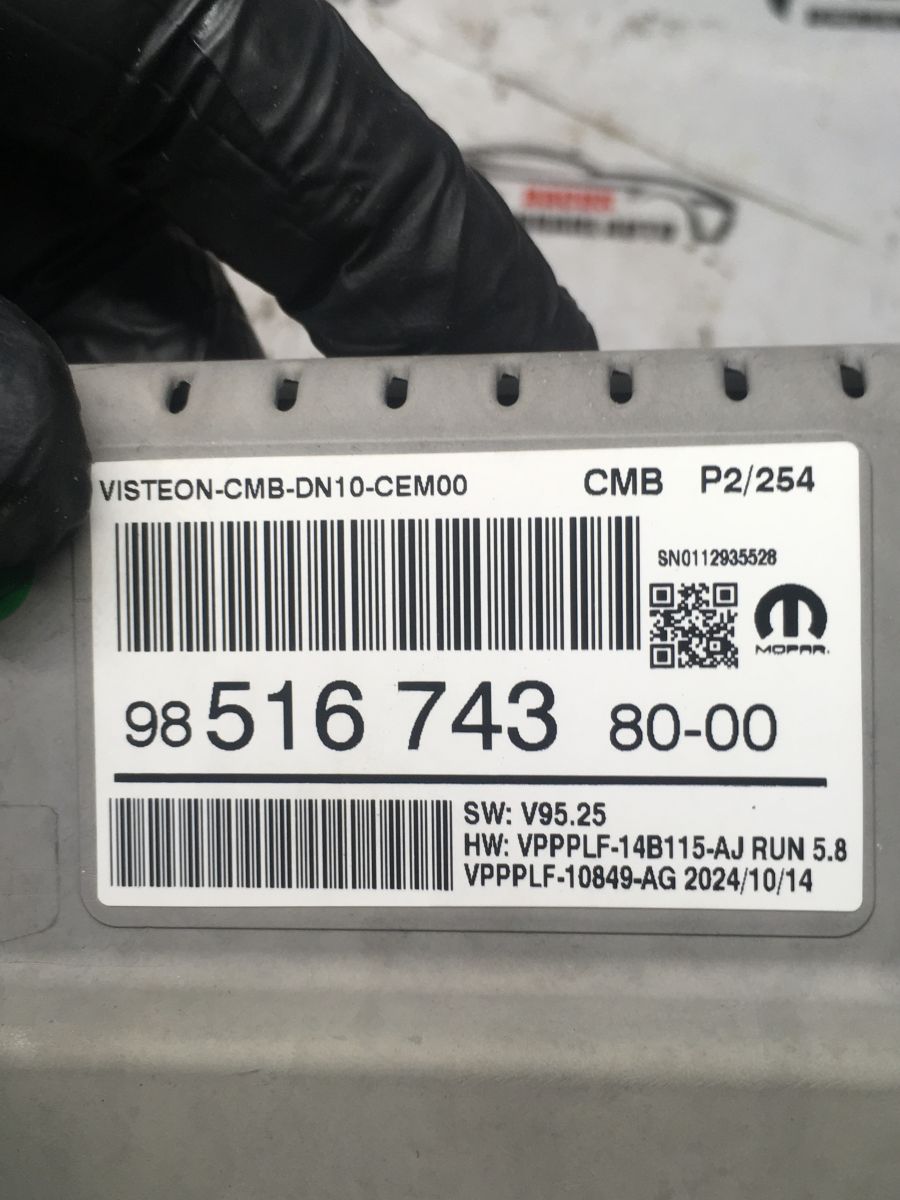 VISTEON-CMB-DN10-CEM00 CMB P2/254
SN0112935528
MOPAR.
98 516 743 80-00
SW: V95.25
HW: VPPPLF-14B115-AJ RUN 5.8
VPPPLF-10849-AG 2024/10/14